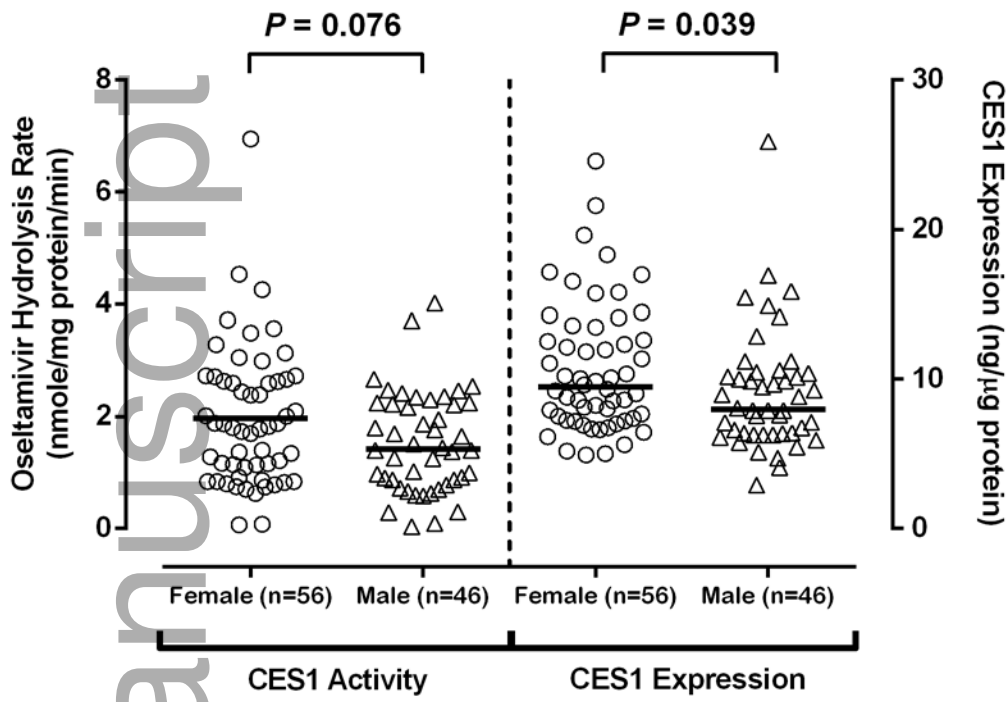 P = 0.076
P = 0.039
8
6
4
2
0
Oseltamivir Hydrolysis Rate
(nmole/mg protein/min)
30
20
10
0
CES1 Expression (ng/μg protein)
Female (n=56)
Male (n=46)
Female (n=56)
Male (n=46)
CES1 Activity
CES1 Expression
anuscript